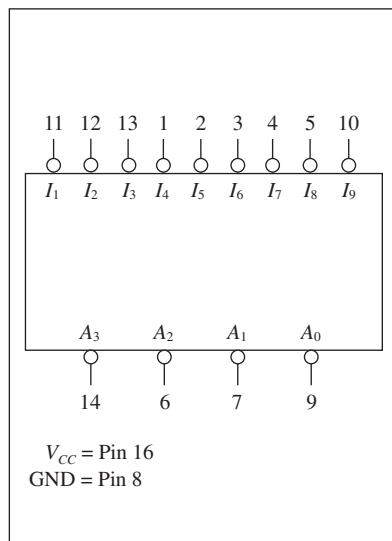 11 12 13 1 2 3 4 5 10
I₁ I₂ I₃ I₄ I₅ I₆ I₇ I₈ I₉
A₃ A₂ A₁ A₀
14 6 7 9
V_CC = Pin 16
GND = Pin 8